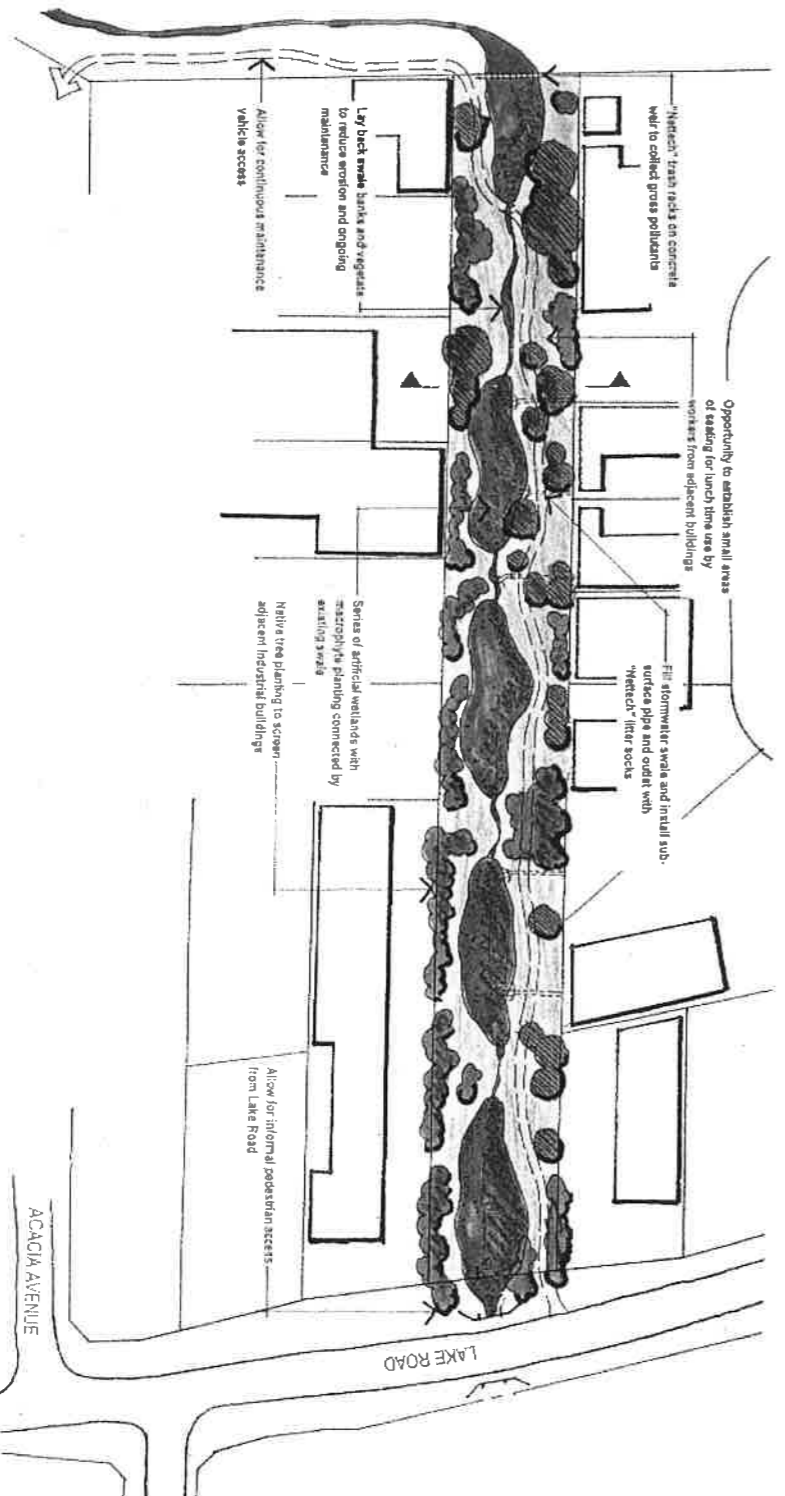 "Nettech" trash racks on concrete
weir to collect gross pollutants
Opportunity to establish small areas
of seating for lunch time use by
workers from adjacent buildings
Fill stormwater swale and install sub-
surface pipe and outlet with
"Nettech" litter socks
Allow for continuous maintenance
vehicle access
Lay back swale banks and vegetate
to reduce erosion and ongoing
maintenance
Series of artificial wetlands with
macrophyte planting connected by
existing swale
Native tree planting to screen
adjacent industrial buildings
Allow for informal pedestrian access
from Lake Road
LAKE ROAD
ACACIA AVENUE